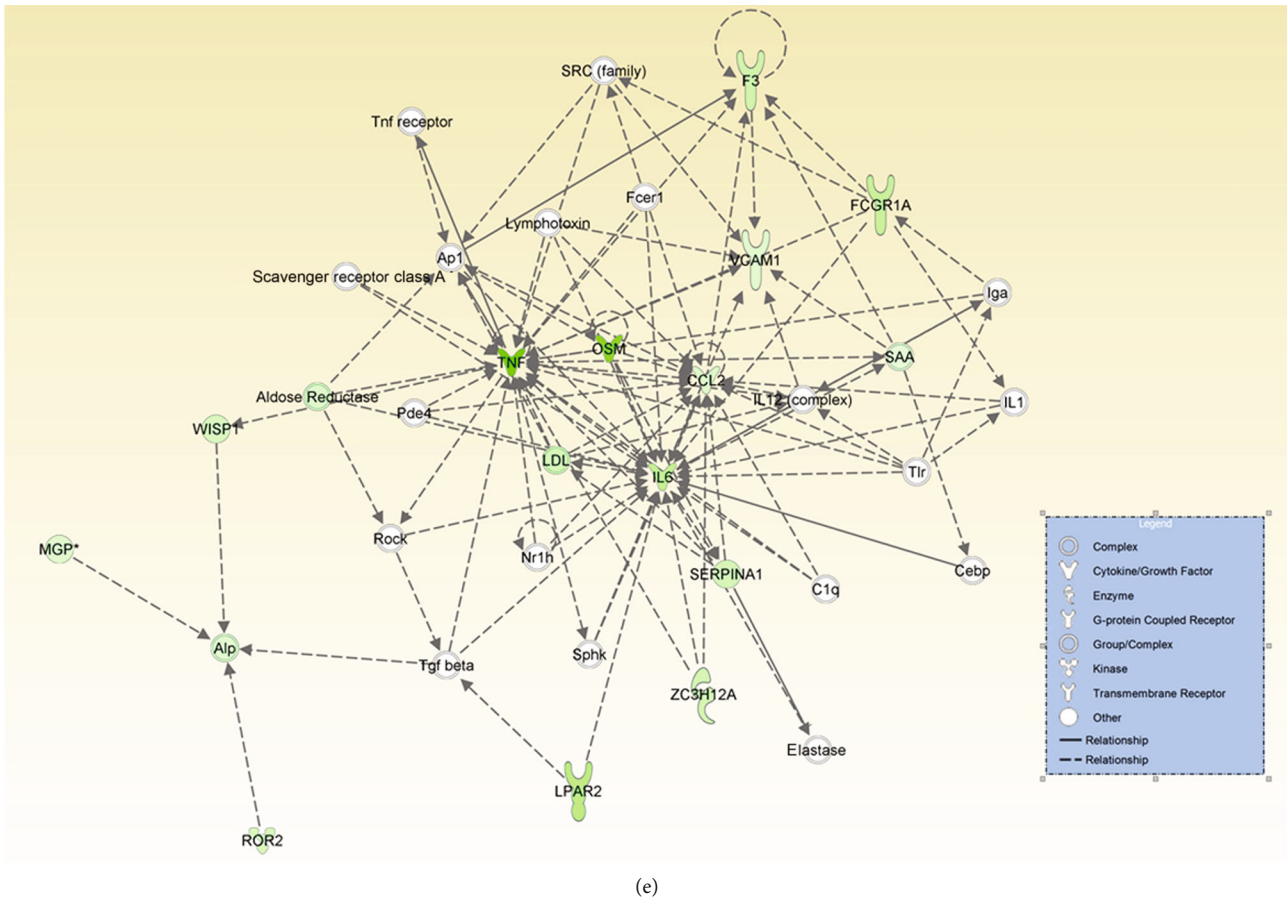 SRC (family)
F3
Tnf receptor
Fcer1
FCGR1A
Lymphotoxin
Ap1
VCAM1
Scavenger receptor class A
Iga
OSM
TNF
SAA
CCL2
Aldose Reductase
IL12 (complex)
IL1
Pde4
WISP1
LDL
IL6
Tlr
Rock
MGP*
Nr1h
SERPINA1
Cebp
C1q
Alp
Tgf beta
Sphk
ZC3H12A
Elastase
LPAR2
ROR2
Legend
Complex
Cytokine/Growth Factor
Enzyme
G-protein Coupled Receptor
Group/Complex
Kinase
Transmembrane Receptor
Other
Relationship
Relationship
(e)